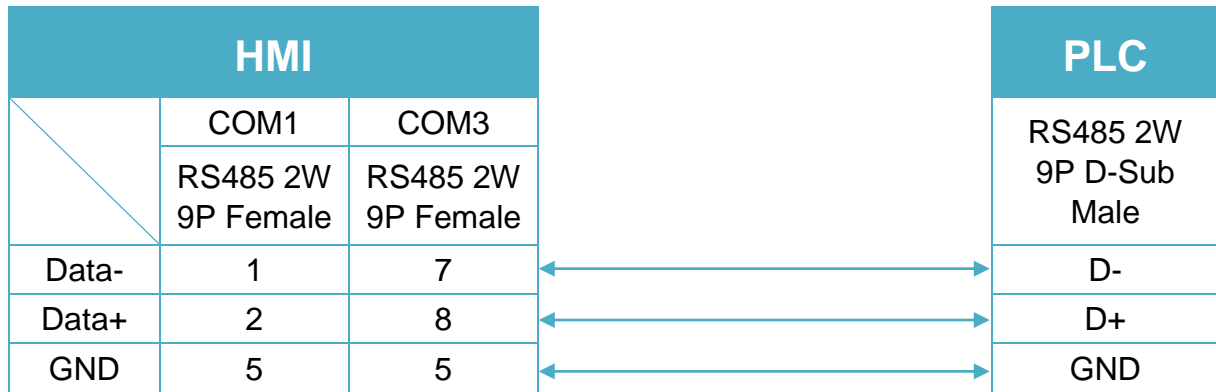 HMI
PLC
COM1
COM3
RS485 2W
9P Female
RS485 2W
9P Female
RS485 2W
9P D-Sub
Male
Data-
1
7
D-
Data+
2
8
D+
GND
5
5
GND